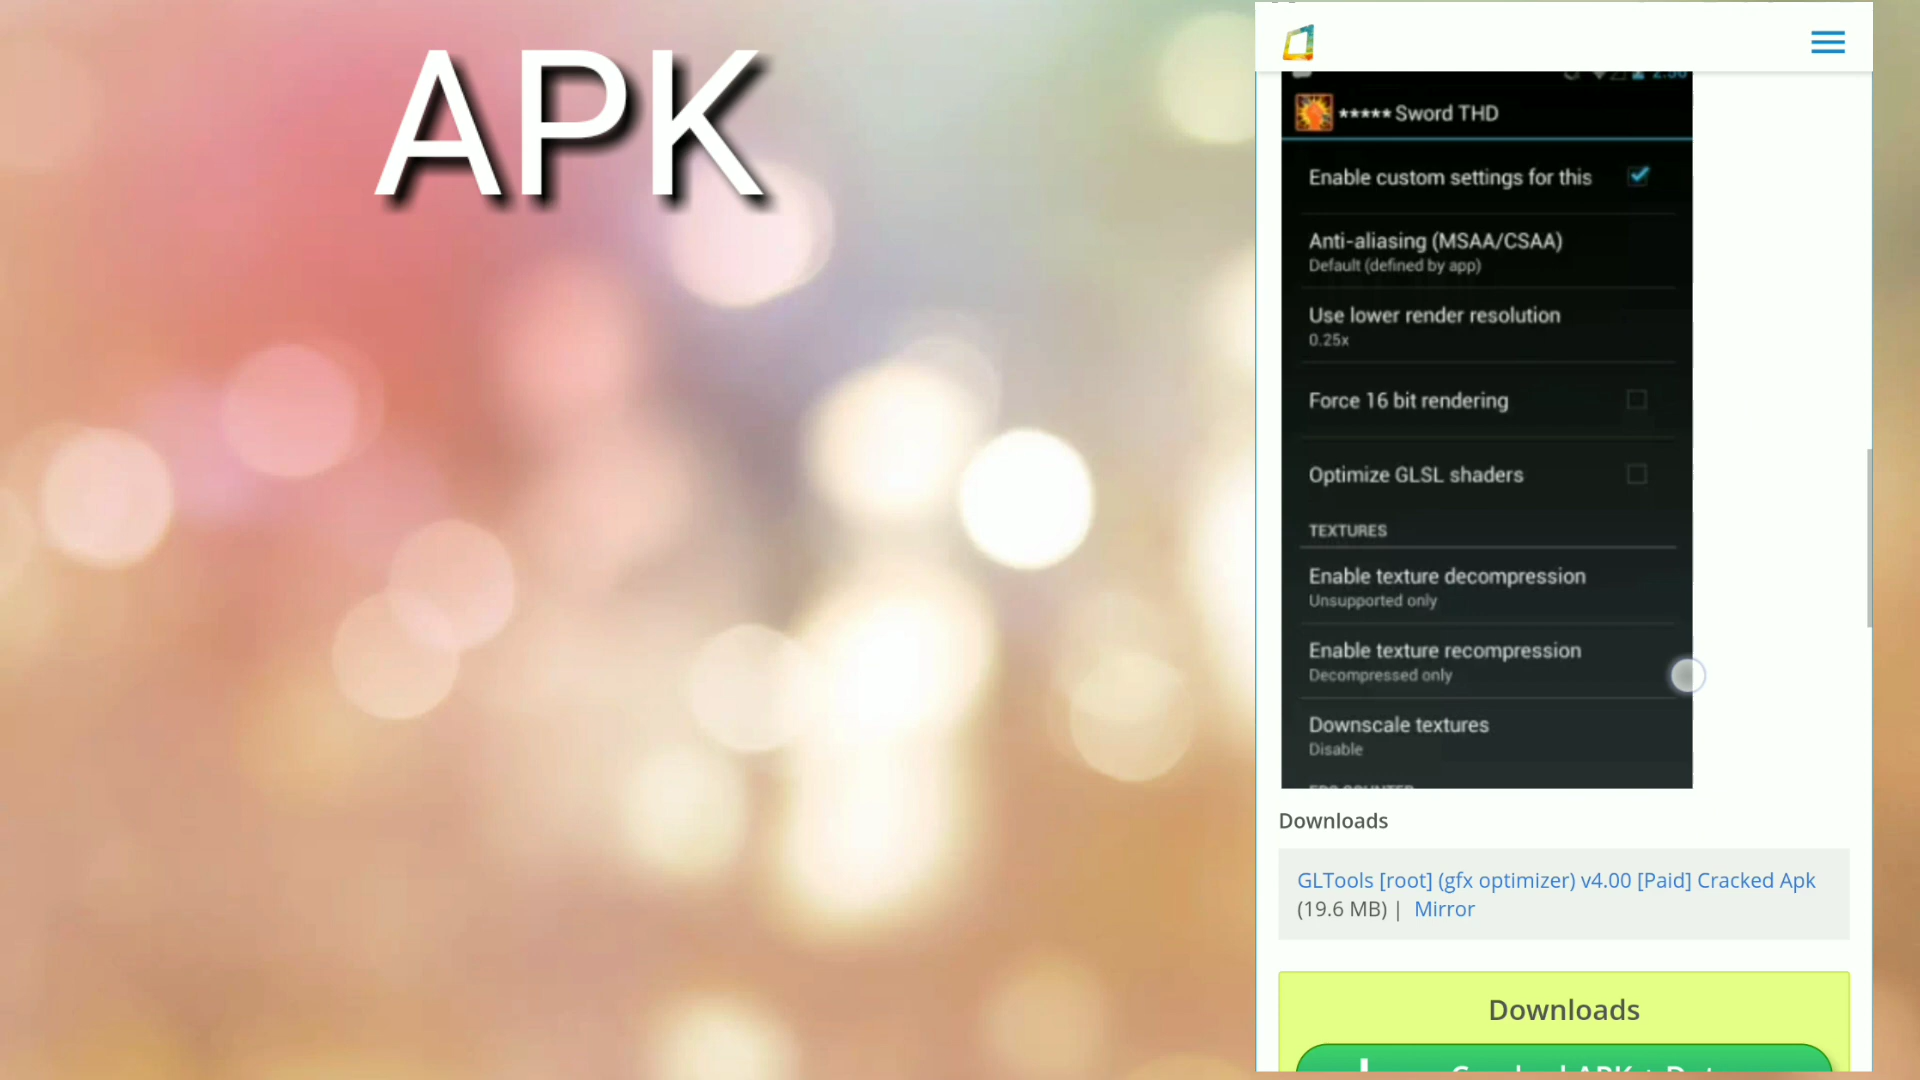 APK
***** Sword THD
Enable custom settings for this
Anti-aliasing (MSAA/CSAA)
Default (defined by app)
Use lower render resolution
0.25x
Force 16 bit rendering
Optimize GLSL shaders
TEXTURES
Enable texture decompression
Unsupported only
Enable texture recompression
Decompressed only
Downscale textures
Disable
Downloads
GLTools [root] (gfx optimizer) v4.00 [Paid] Cracked Apk
(19.6 MB) | Mirror
Downloads